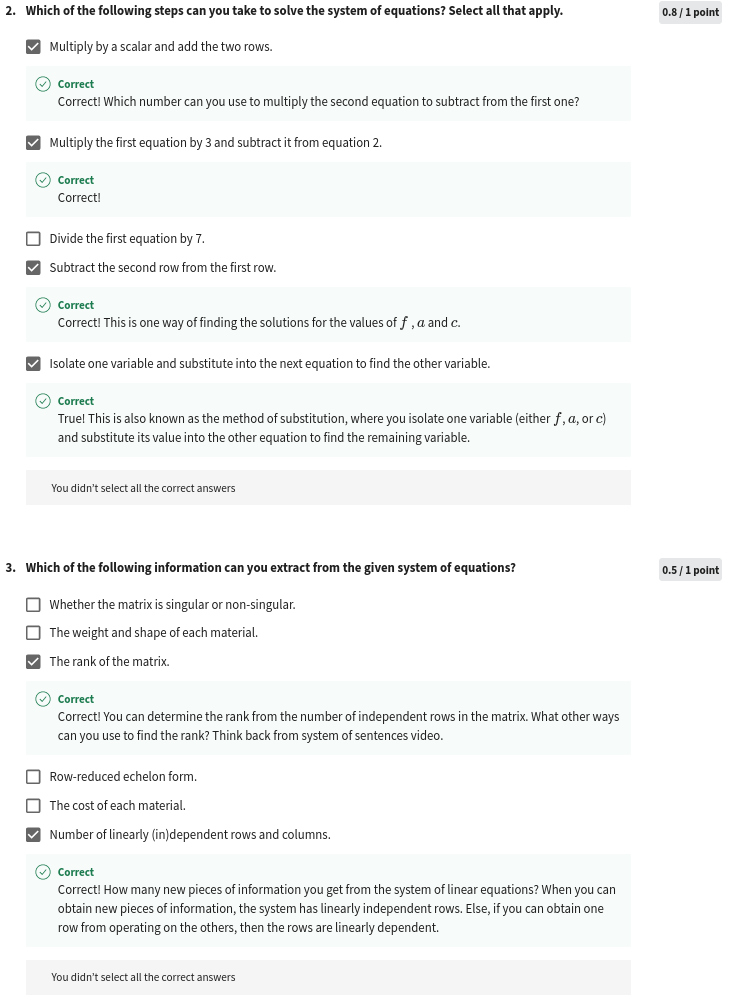 2. Which of the following steps can you take to solve the system of equations? Select all that apply.
0.8 / 1 point
Multiply by a scalar and add the two rows.
Correct
Correct! Which number can you use to multiply the second equation to subtract from the first one?
Multiply the first equation by 3 and subtract it from equation 2.
Correct
Correct!
Divide the first equation by 7.
Subtract the second row from the first row.
Correct
Correct! This is one way of finding the solutions for the values of f , a and c.
Isolate one variable and substitute into the next equation to find the other variable.
Correct
True! This is also known as the method of substitution, where you isolate one variable (either f, a, or c)
and substitute its value into the other equation to find the remaining variable.
You didn't select all the correct answers
3. Which of the following information can you extract from the given system of equations?
0.5 / 1 point
Whether the matrix is singular or non-singular.
The weight and shape of each material.
The rank of the matrix.
Correct
Correct! You can determine the rank from the number of independent rows in the matrix. What other ways
can you use to find the rank? Think back from system of sentences video.
Row-reduced echelon form.
The cost of each material.
Number of linearly (in)dependent rows and columns.
Correct
Correct! How many new pieces of information you get from the system of linear equations? When you can
obtain new pieces of information, the system has linearly independent rows. Else, if you can obtain one
row from operating on the others, then the rows are linearly dependent.
You didn't select all the correct answers